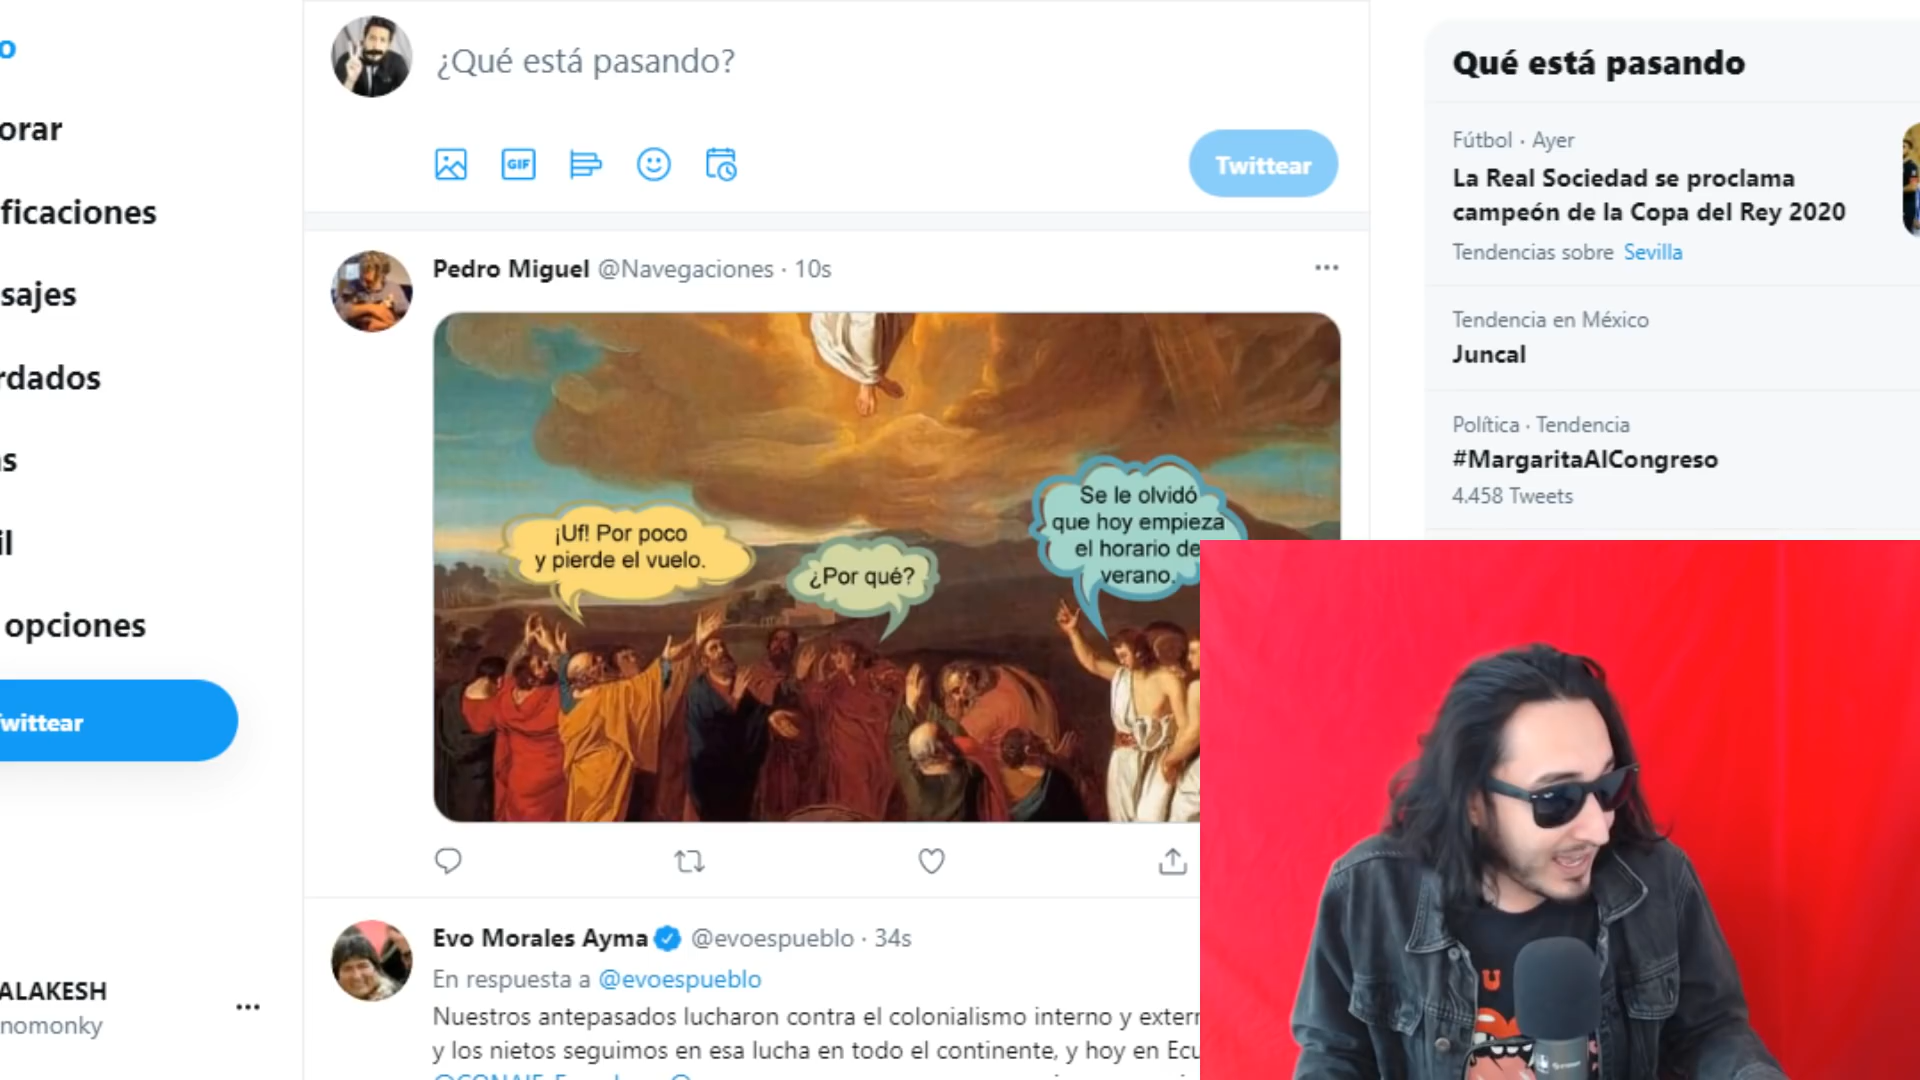 o
orar
ficaciones
sajes
rdados
as
il
opciones
Twittear
ALAKESH
nomonky
¿Qué está pasando?
GIF
Twittear
Pedro Miguel @Navegaciones · 10s
¡Uf! Por poco
y pierde el vuelo.
¿Por qué?
Se le olvidó
que hoy empieza
el horario de
verano.
Evo Morales Ayma @evoespueblo · 34s
En respuesta a @evoespueblo
Nuestros antepasados lucharon contra el colonialismo interno y extern
y los nietos seguimos en esa lucha en todo el continente, y hoy en Ecu
Qué está pasando
Fútbol · Ayer
La Real Sociedad se proclama
campeón de la Copa del Rey 2020
Tendencias sobre Sevilla
Tendencia en México
Juncal
Política · Tendencia
#MargaritaAlCongreso
4.458 Tweets
U